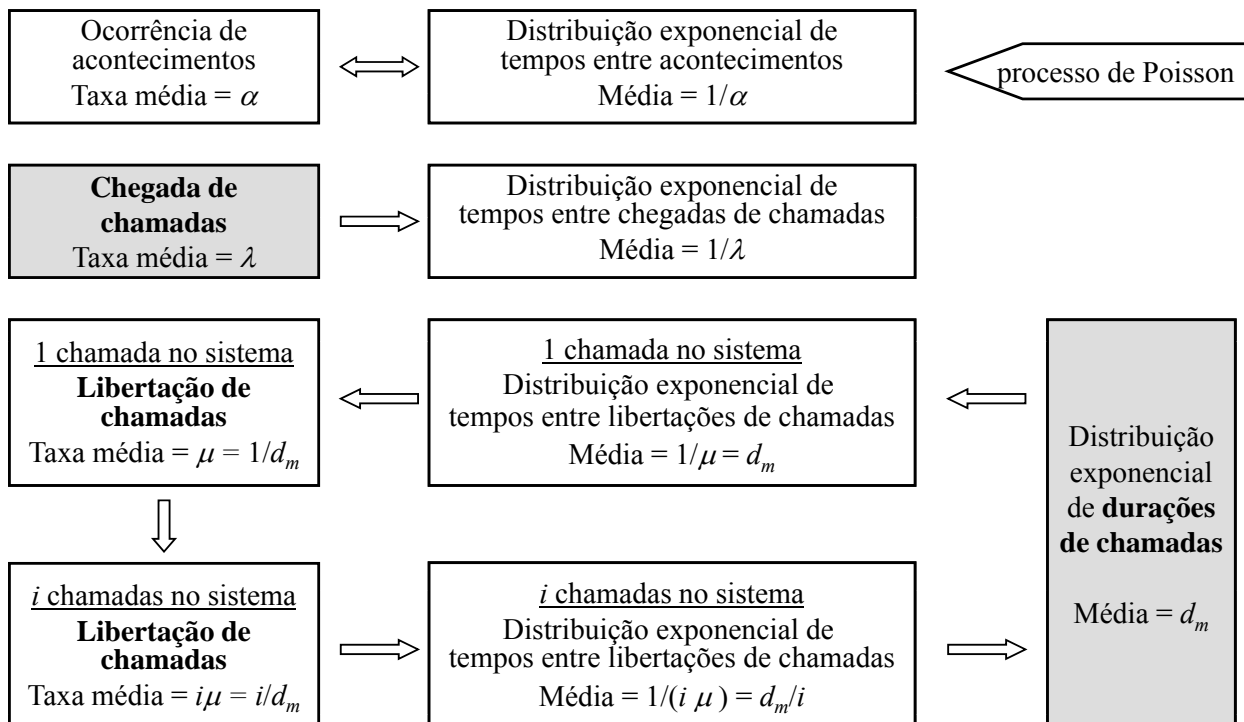 Ocorrência de
acontecimentos
Taxa média = α
Distribuição exponencial de
tempos entre acontecimentos
Média = 1/α
processo de Poisson
Chegada de
chamadas
Taxa média = λ
Distribuição exponencial de
tempos entre chegadas de chamadas
Média = 1/λ
1 chamada no sistema
Libertação de
chamadas
Taxa média = μ = 1/dₘ
1 chamada no sistema
Distribuição exponencial de
tempos entre libertações de chamadas
Média = 1/μ = dₘ
Distribuição
exponencial
de durações
de chamadas
Média = dₘ
i chamadas no sistema
Libertação de
chamadas
Taxa média = iμ = i/dₘ
i chamadas no sistema
Distribuição exponencial de
tempos entre libertações de chamadas
Média = 1/(i μ ) = dₘ/i